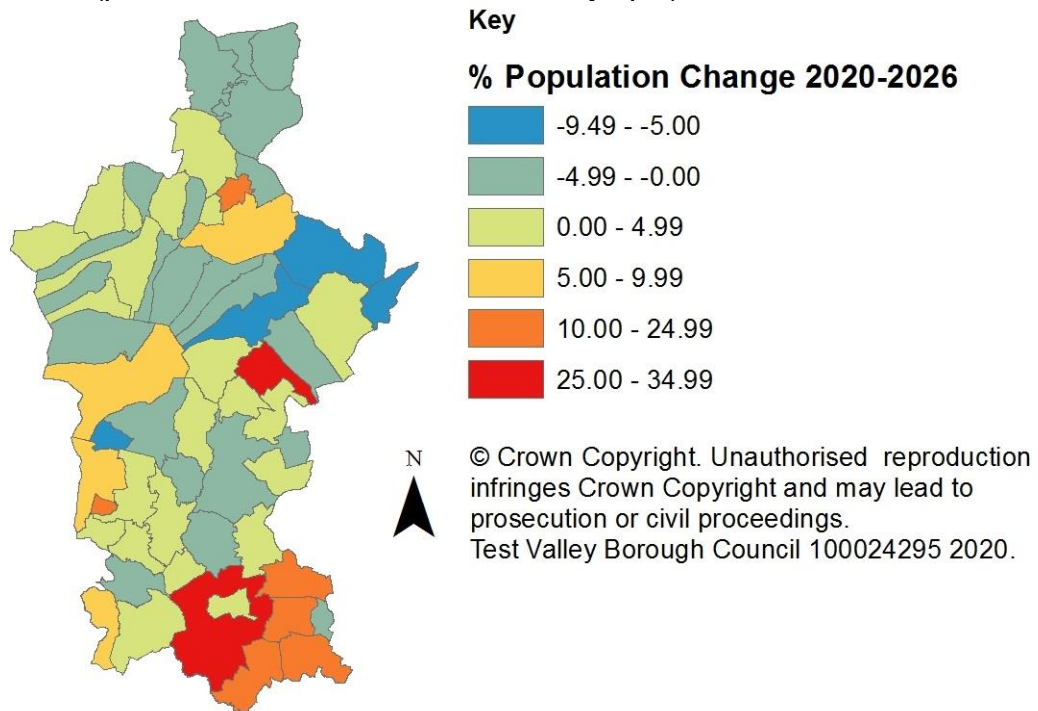 Key
% Population Change 2020-2026
-9.49 - -5.00
-4.99 - -0.00
0.00 - 4.99
5.00 - 9.99
10.00 - 24.99
25.00 - 34.99
N
© Crown Copyright. Unauthorised reproduction
infringes Crown Copyright and may lead to
prosecution or civil proceedings.
Test Valley Borough Council 100024295 2020.